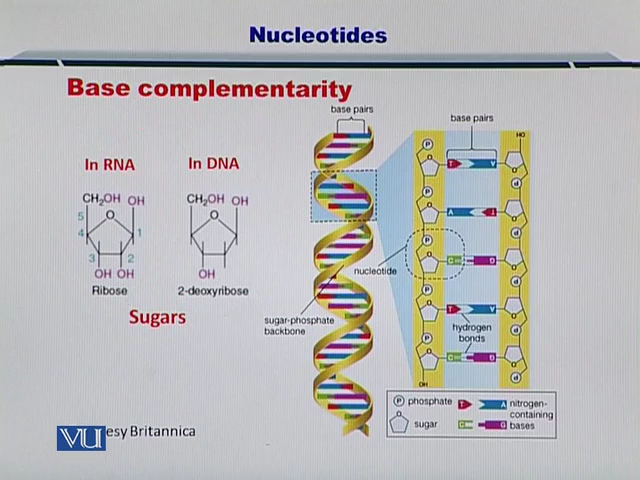 Nucleotides
Base complementarity
In RNA
In DNA
CH₂OH OH
5
O
4
1
3 2
OH OH
Ribose
CH₂OH OH
O
OH
2-deoxyribose
Sugars
base pairs
sugar-phosphate
backbone
nucleotide
base pairs
HO
P
T
A
P
A
T
P
C
G
P
T
A
hydrogen
bonds
P
C
G
OH
P phosphate
sugar
T A nitrogen-
containing
C G bases
VU esy Britannica